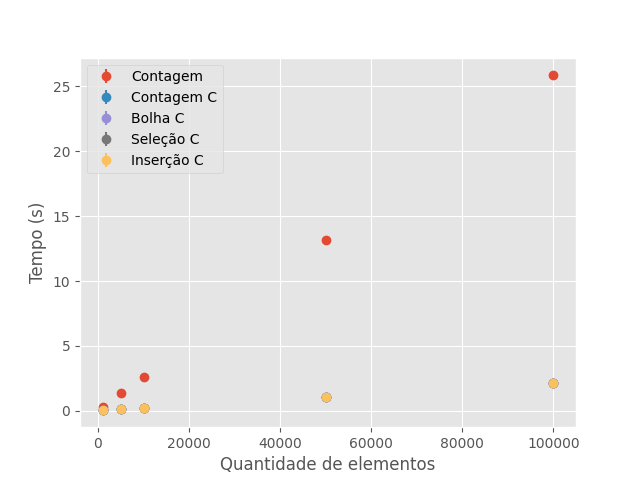 Contagem
Contagem C
Bolha C
Seleção C
Inserção C
25
20
15
10
5
0
Tempo (s)
0 20000 40000 60000 80000 100000
Quantidade de elementos